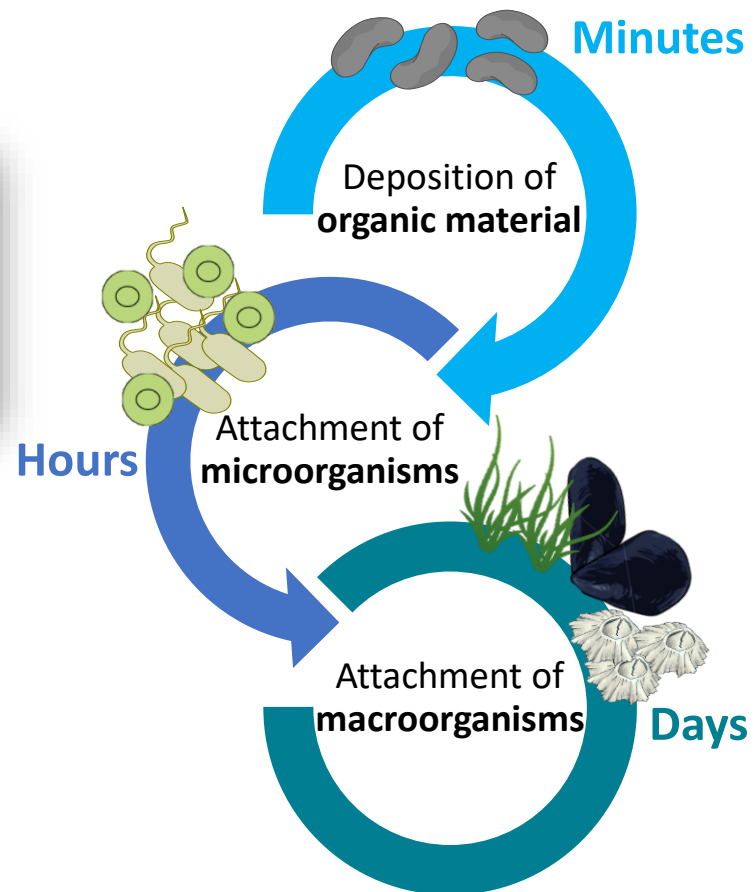 Minutes
Deposition of
organic material
Attachment of
microorganisms
Hours
Attachment of
macroorganisms
Days